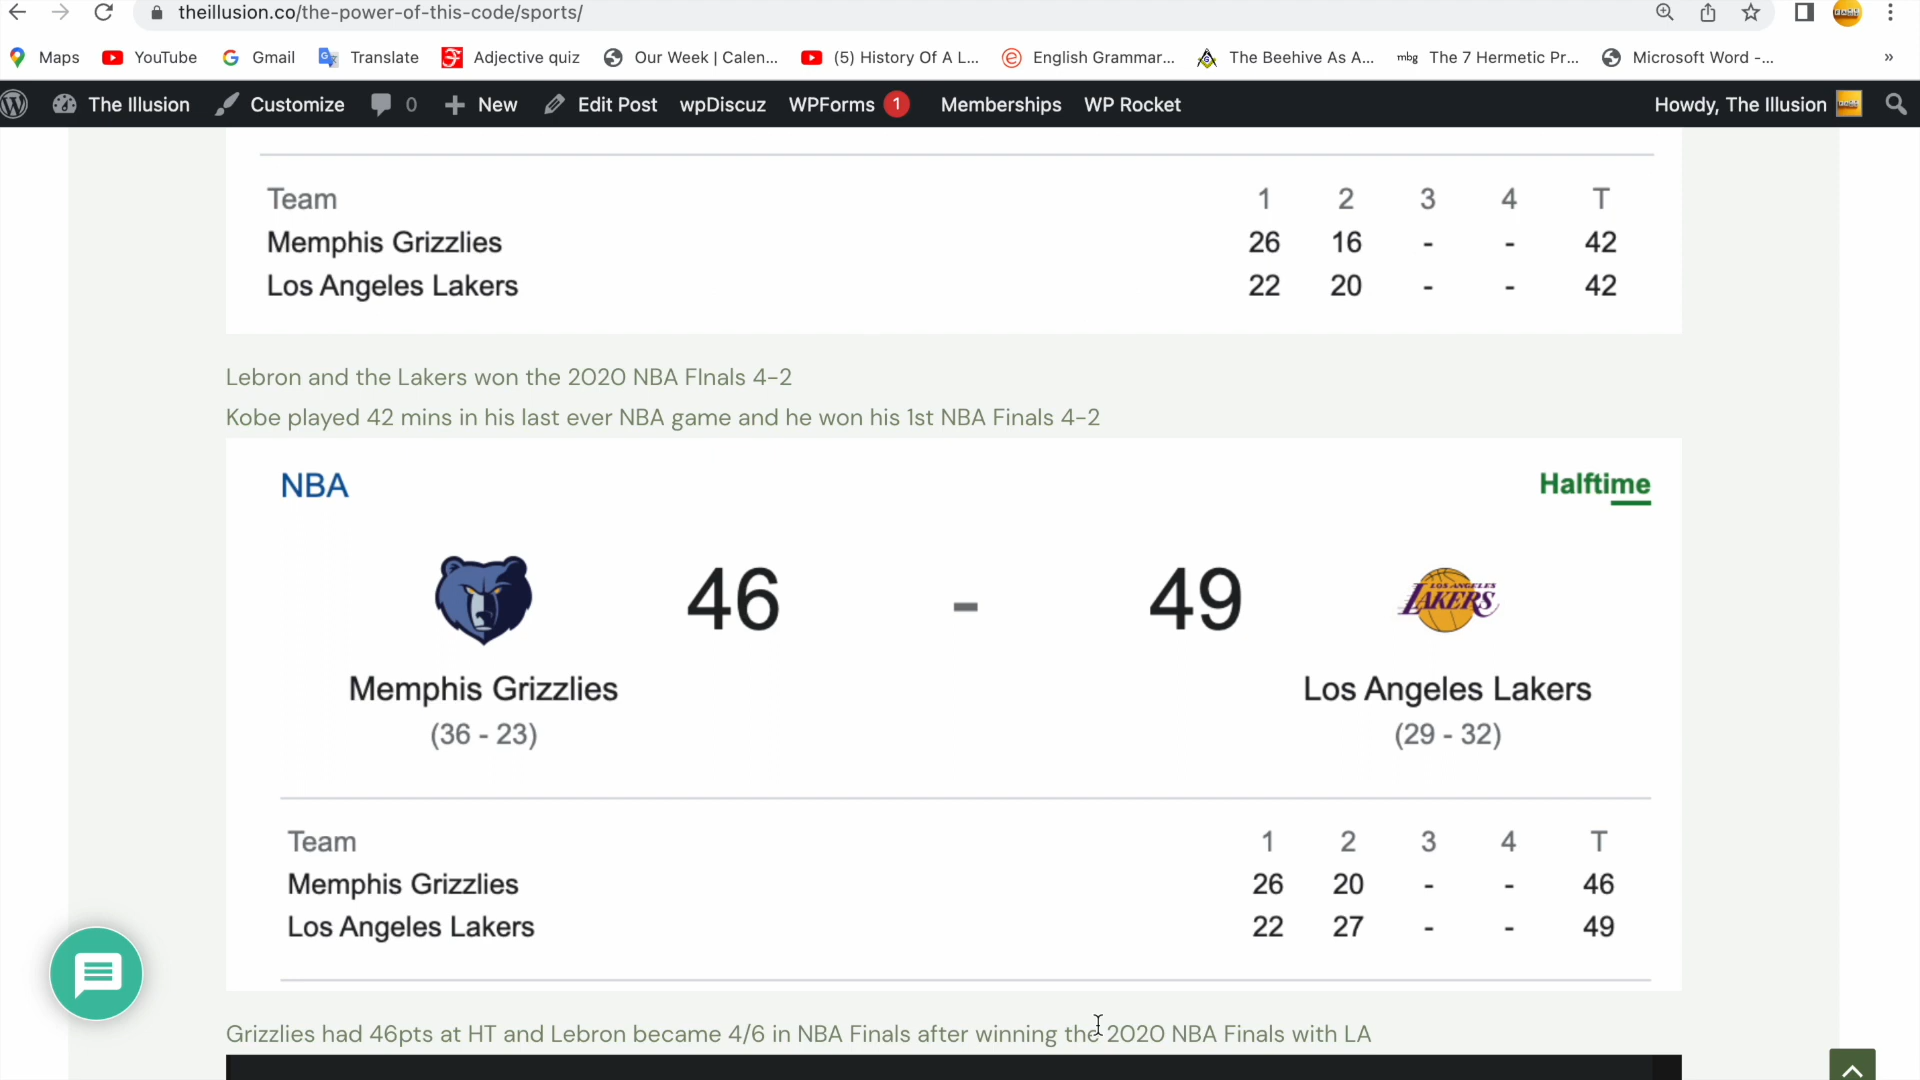 theillusion.co/the-power-of-this-code/sports/
Maps YouTube Gmail Translate Adjective quiz Our Week | Calen... (5) History Of A L... English Grammar... The Beehive As A... mbg The 7 Hermetic Pr... Microsoft Word -... »
The Illusion Customize 0 New Edit Post wpDiscuz WPForms 1 Memberships WP Rocket Howdy, The Illusion
Team 1 2 3 4 T
Memphis Grizzlies 26 16 - - 42
Los Angeles Lakers 22 20 - - 42
Lebron and the Lakers won the 2020 NBA FInals 4-2
Kobe played 42 mins in his last ever NBA game and he won his 1st NBA Finals 4-2
NBA Halftime
46 - 49
LOS ANGELES
LAKERS
Memphis Grizzlies Los Angeles Lakers
(36 - 23) (29 - 32)
Team 1 2 3 4 T
Memphis Grizzlies 26 20 - - 46
Los Angeles Lakers 22 27 - - 49
Grizzlies had 46pts at HT and Lebron became 4/6 in NBA Finals after winning the 2020 NBA Finals with LA